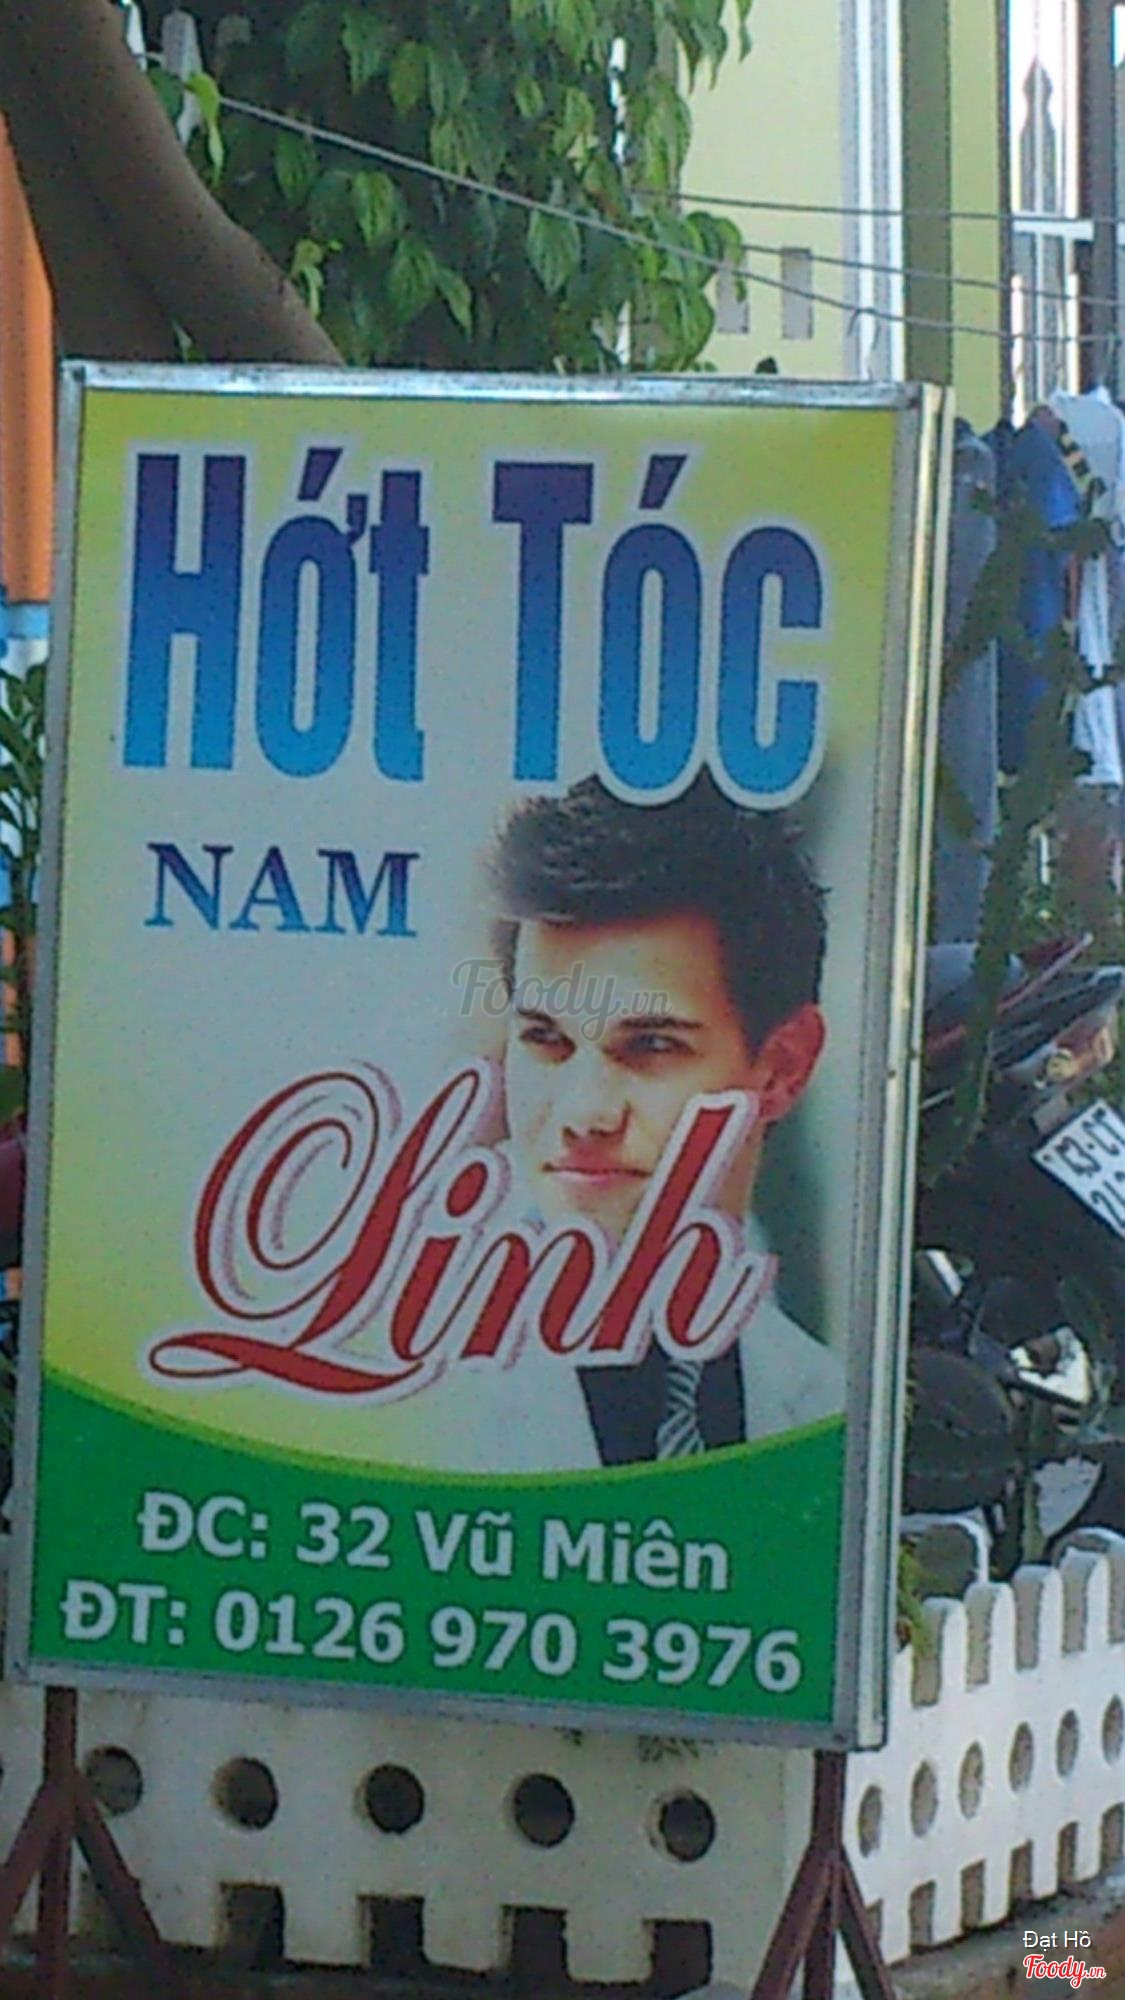 Hớt Tóc
NAM
Foody.vn
Linh
ĐC: 32 Vũ Miên
ĐT: 0126 970 3976
Đạt Hồ
Foody.vn